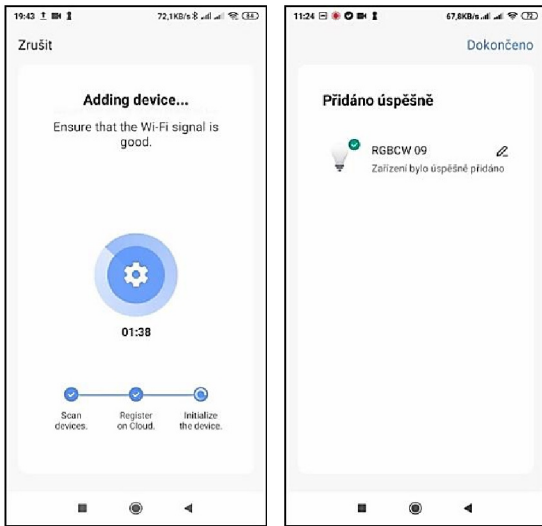 19:43 72,1KB/s 84
Zrušit
Adding device...
Ensure that the Wi-Fi signal is
good.
01:38
Scan
devices.
Register
on Cloud.
Initialize
the device.
11:24 67,8KB/s 72
Dokončeno
Přidáno úspěšně
RGBCW 09
Zařízení bylo úspěšně přidáno